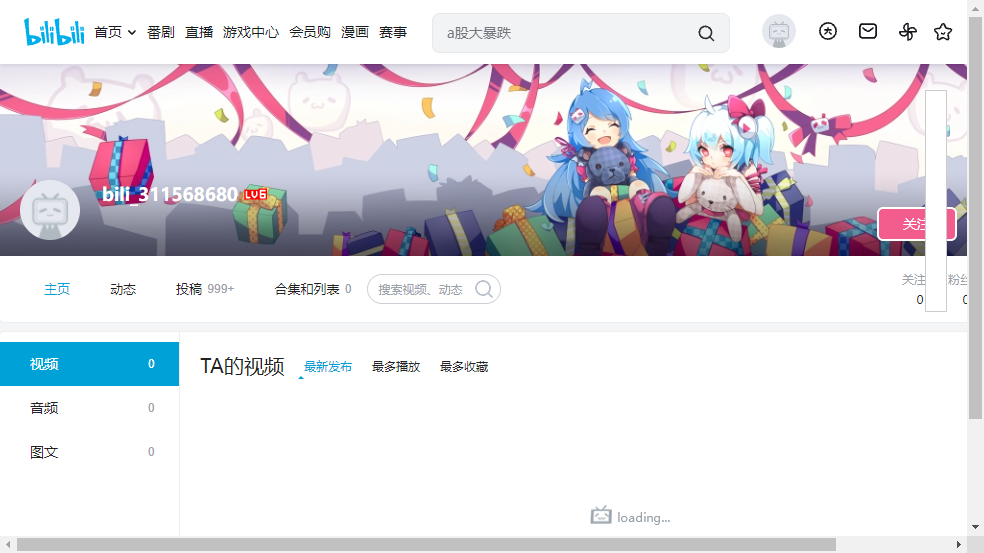 bilibili 首页 番剧 直播 游戏中心 会员购 漫画 赛事 a股大暴跌
bili_311568680 LV6
关注
主页 动态 投稿 999+ 合集和列表 0 搜索视频、动态
关注 粉丝
0 0
视频 0
音频 0
图文 0
TA的视频 最新发布 最多播放 最多收藏
loading...